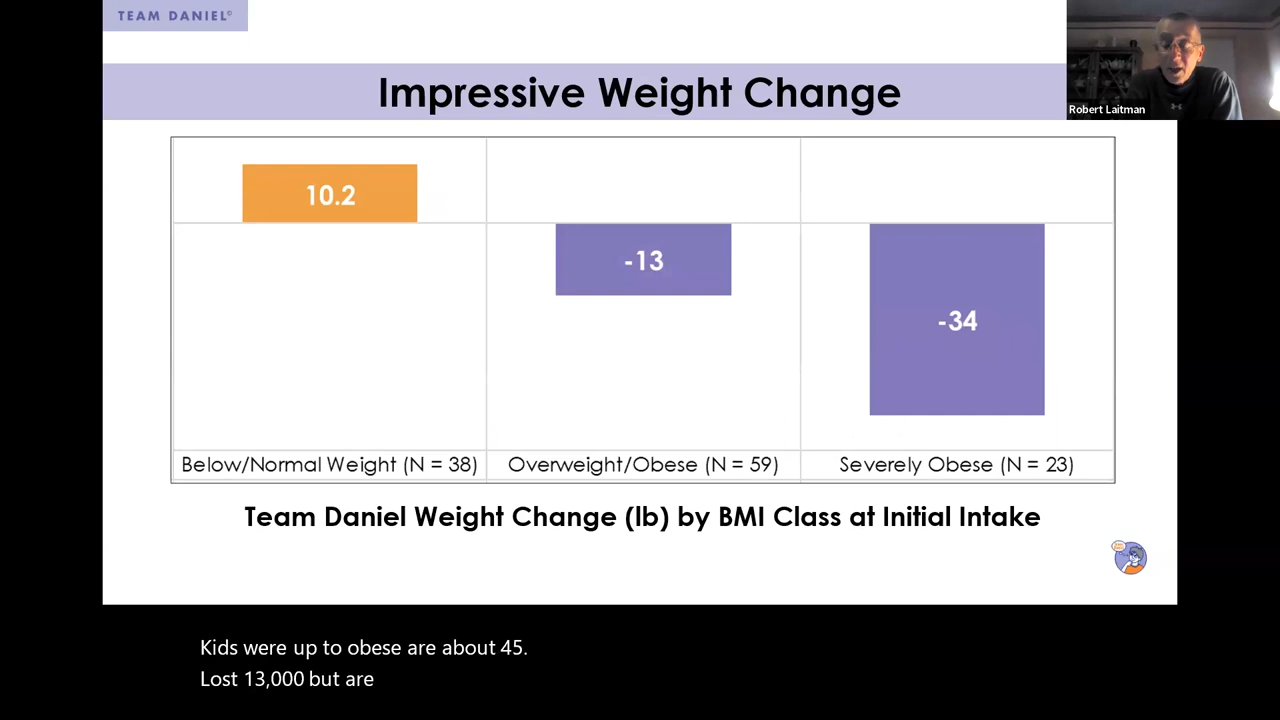 TEAM DANIEL©
Impressive Weight Change
Robert Laitman
10.2
-13
-34
Below/Normal Weight (N = 38)
Overweight/Obese (N = 59)
Severely Obese (N = 23)
Team Daniel Weight Change (lb) by BMI Class at Initial Intake
Kids were up to obese are about 45.
Lost 13,000 but are